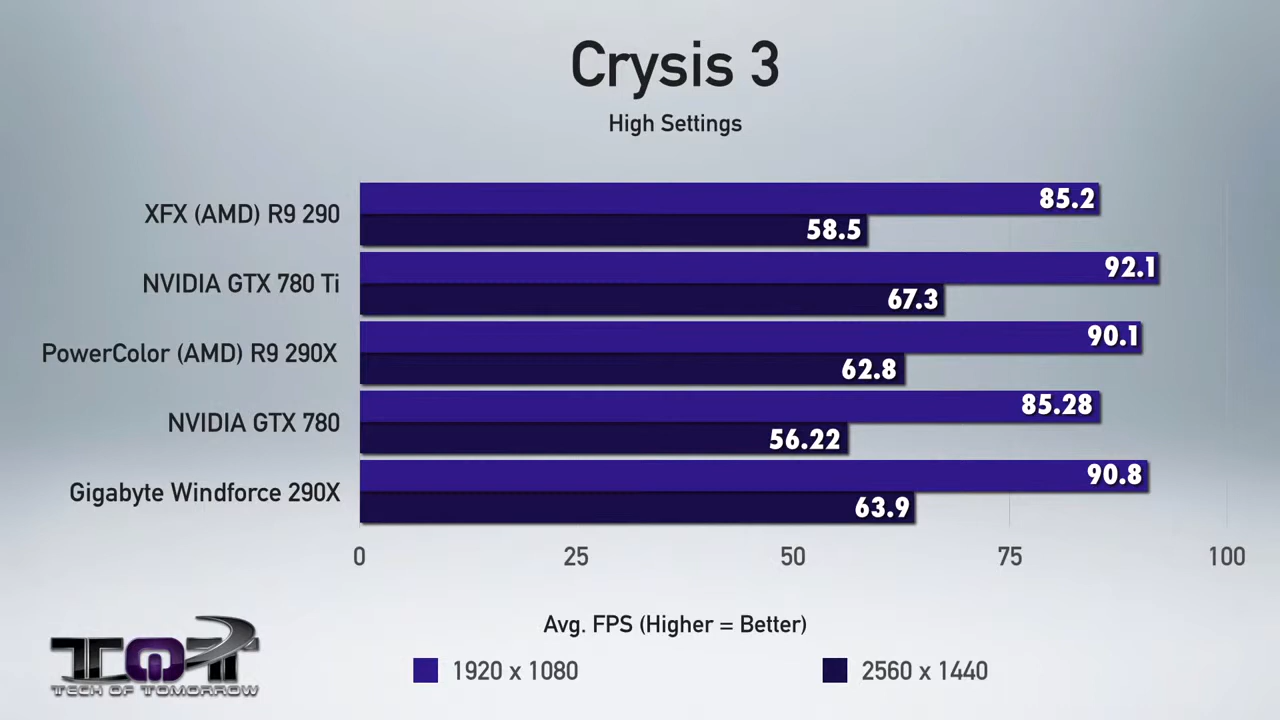 Crysis 3
High Settings
XFX (AMD) R9 290
85.2
58.5
NVIDIA GTX 780 Ti
92.1
67.3
PowerColor (AMD) R9 290X
90.1
62.8
NVIDIA GTX 780
85.28
56.22
Gigabyte Windforce 290X
90.8
63.9
0 25 50 75 100
Avg. FPS (Higher = Better)
1920 x 1080 2560 x 1440
TOT
TECH OF TOMORROW